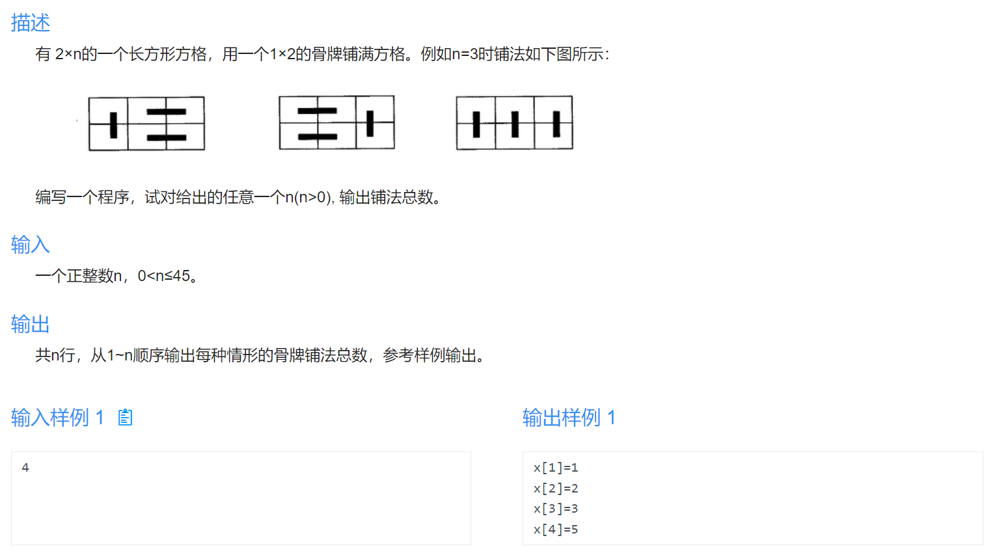 描述
有 2×n的一个长方形方格，用一个1×2的骨牌铺满方格。例如n=3时铺法如下图所示：
编写一个程序，试对给出的任意一个n(n>0), 输出铺法总数。
输入
一个正整数n，0<n≤45。
输出
共n行，从1~n顺序输出每种情形的骨牌铺法总数，参考样例输出。
输入样例 1
4
输出样例 1
x[1]=1
x[2]=2
x[3]=3
x[4]=5